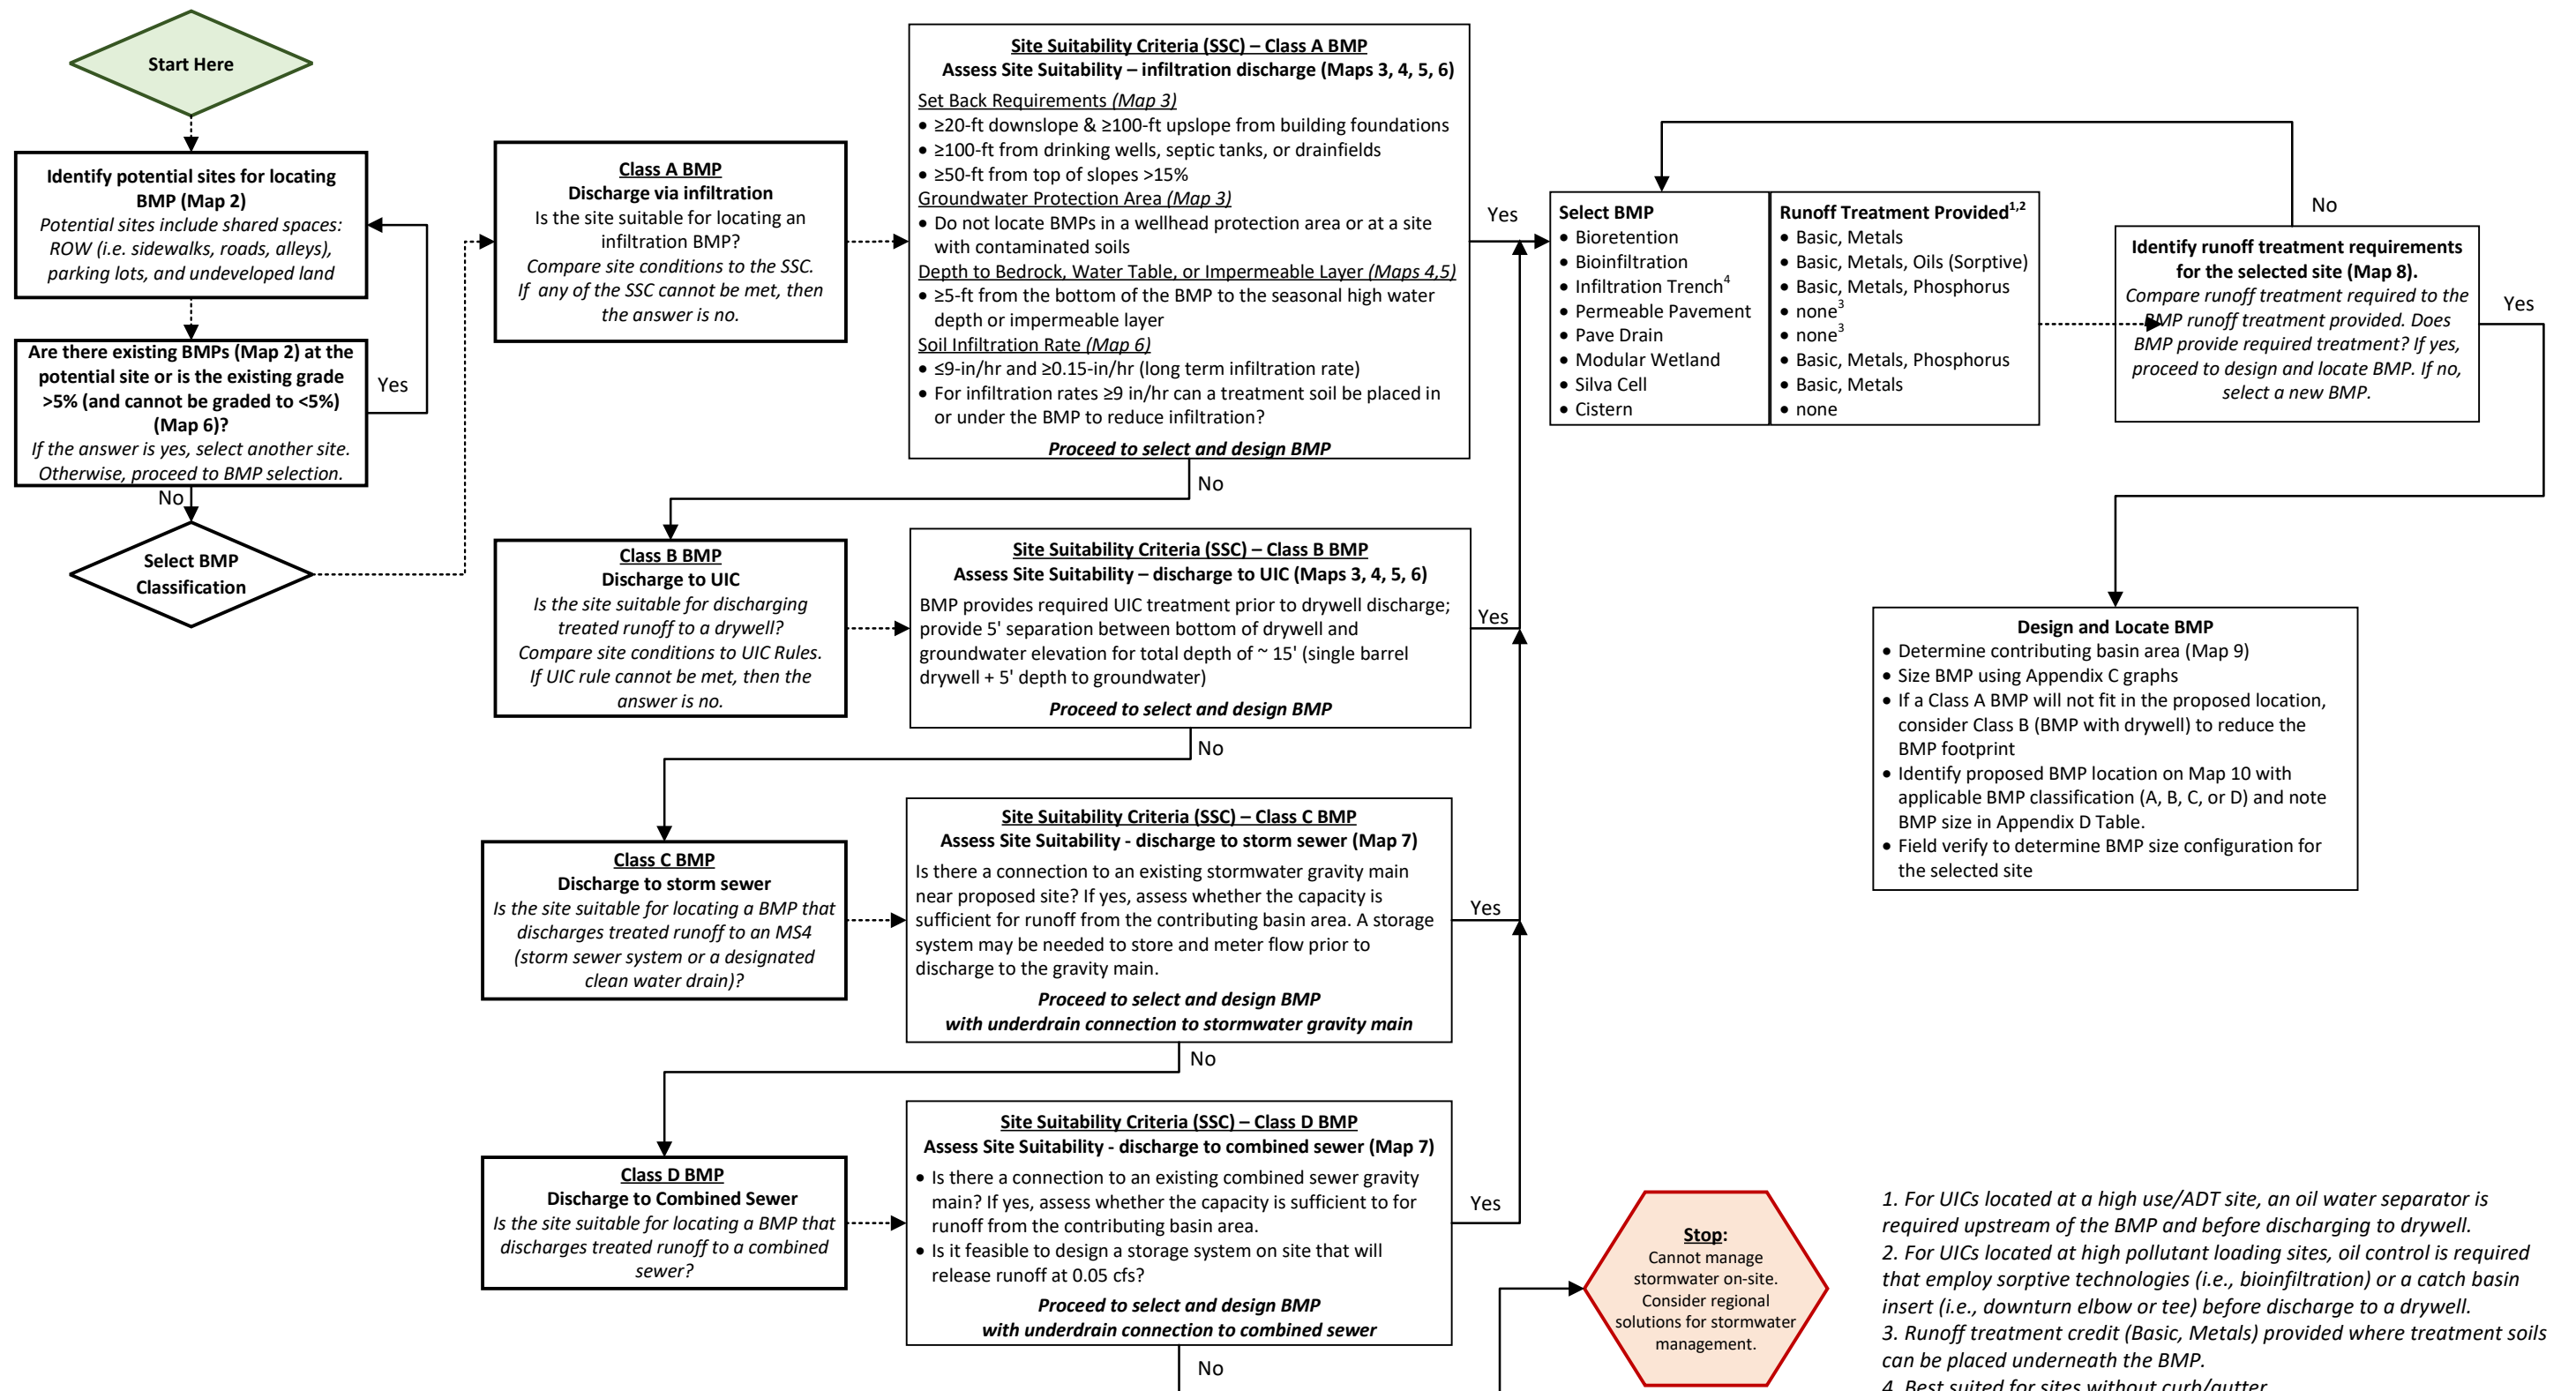 Start Here
Identify potential sites for locating
BMP (Map 2)
Potential sites include shared spaces:
ROW (i.e. sidewalks, roads, alleys),
parking lots, and undeveloped land
Are there existing BMPs (Map 2) at the
potential site or is the existing grade
>5% (and cannot be graded to <5%)
(Map 6)?
If the answer is yes, select another site.
Otherwise, proceed to BMP selection.
Yes
No
Select BMP
Classification
Class A BMP
Discharge via infiltration
Is the site suitable for locating an
infiltration BMP?
Compare site conditions to the SSC.
If any of the SSC cannot be met, then
the answer is no.
Site Suitability Criteria (SSC) – Class A BMP
Assess Site Suitability – infiltration discharge (Maps 3, 4, 5, 6)
Set Back Requirements (Map 3)
• ≥20-ft downslope & ≥100-ft upslope from building foundations
• ≥100-ft from drinking wells, septic tanks, or drainfields
• ≥50-ft from top of slopes >15%
Groundwater Protection Area (Map 3)
• Do not locate BMPs in a wellhead protection area or at a site
with contaminated soils
Depth to Bedrock, Water Table, or Impermeable Layer (Maps 4,5)
• ≥5-ft from the bottom of the BMP to the seasonal high water
depth or impermeable layer
Soil Infiltration Rate (Map 6)
• ≤9-in/hr and ≥0.15-in/hr (long term infiltration rate)
• For infiltration rates ≥9 in/hr can a treatment soil be placed in
or under the BMP to reduce infiltration?
Proceed to select and design BMP
Yes
No
Class B BMP
Discharge to UIC
Is the site suitable for discharging
treated runoff to a drywell?
Compare site conditions to UIC Rules.
If UIC rule cannot be met, then the
answer is no.
Site Suitability Criteria (SSC) – Class B BMP
Assess Site Suitability – discharge to UIC (Maps 3, 4, 5, 6)
BMP provides required UIC treatment prior to drywell discharge;
provide 5' separation between bottom of drywell and
groundwater elevation for total depth of ~ 15' (single barrel
drywell + 5' depth to groundwater)
Proceed to select and design BMP
Yes
No
Class C BMP
Discharge to storm sewer
Is the site suitable for locating a BMP that
discharges treated runoff to an MS4
(storm sewer system or a designated
clean water drain)?
Site Suitability Criteria (SSC) – Class C BMP
Assess Site Suitability - discharge to storm sewer (Map 7)
Is there a connection to an existing stormwater gravity main
near proposed site? If yes, assess whether the capacity is
sufficient for runoff from the contributing basin area. A storage
system may be needed to store and meter flow prior to
discharge to the gravity main.
Proceed to select and design BMP
with underdrain connection to stormwater gravity main
Yes
No
Class D BMP
Discharge to Combined Sewer
Is the site suitable for locating a BMP that
discharges treated runoff to a combined
sewer?
Site Suitability Criteria (SSC) – Class D BMP
Assess Site Suitability - discharge to combined sewer (Map 7)
• Is there a connection to an existing combined sewer gravity
main? If yes, assess whether the capacity is sufficient to for
runoff from the contributing basin area.
• Is it feasible to design a storage system on site that will
release runoff at 0.05 cfs?
Proceed to select and design BMP
with underdrain connection to combined sewer
Yes
No
Select BMP
• Bioretention
• Bioinfiltration
• Infiltration Trench4
• Permeable Pavement
• Pave Drain
• Modular Wetland
• Silva Cell
• Cistern
Runoff Treatment Provided1,2
• Basic, Metals
• Basic, Metals, Oils (Sorptive)
• Basic, Metals, Phosphorus
• none3
• none3
• Basic, Metals, Phosphorus
• Basic, Metals
• none
No
Identify runoff treatment requirements
for the selected site (Map 8).
Compare runoff treatment required to the
BMP runoff treatment provided. Does
BMP provide required treatment? If yes,
proceed to design and locate BMP. If no,
select a new BMP.
Yes
Design and Locate BMP
• Determine contributing basin area (Map 9)
• Size BMP using Appendix C graphs
• If a Class A BMP will not fit in the proposed location,
consider Class B (BMP with drywell) to reduce the
BMP footprint
• Identify proposed BMP location on Map 10 with
applicable BMP classification (A, B, C, or D) and note
BMP size in Appendix D Table.
• Field verify to determine BMP size configuration for
the selected site
Stop:
Cannot manage
stormwater on-site.
Consider regional
solutions for stormwater
management.
1. For UICs located at a high use/ADT site, an oil water separator is
required upstream of the BMP and before discharging to drywell.
2. For UICs located at high pollutant loading sites, oil control is required
that employ sorptive technologies (i.e., bioinfiltration) or a catch basin
insert (i.e., downturn elbow or tee) before discharge to a drywell.
3. Runoff treatment credit (Basic, Metals) provided where treatment soils
can be placed underneath the BMP.
4. Best suited for sites without curb/gutter